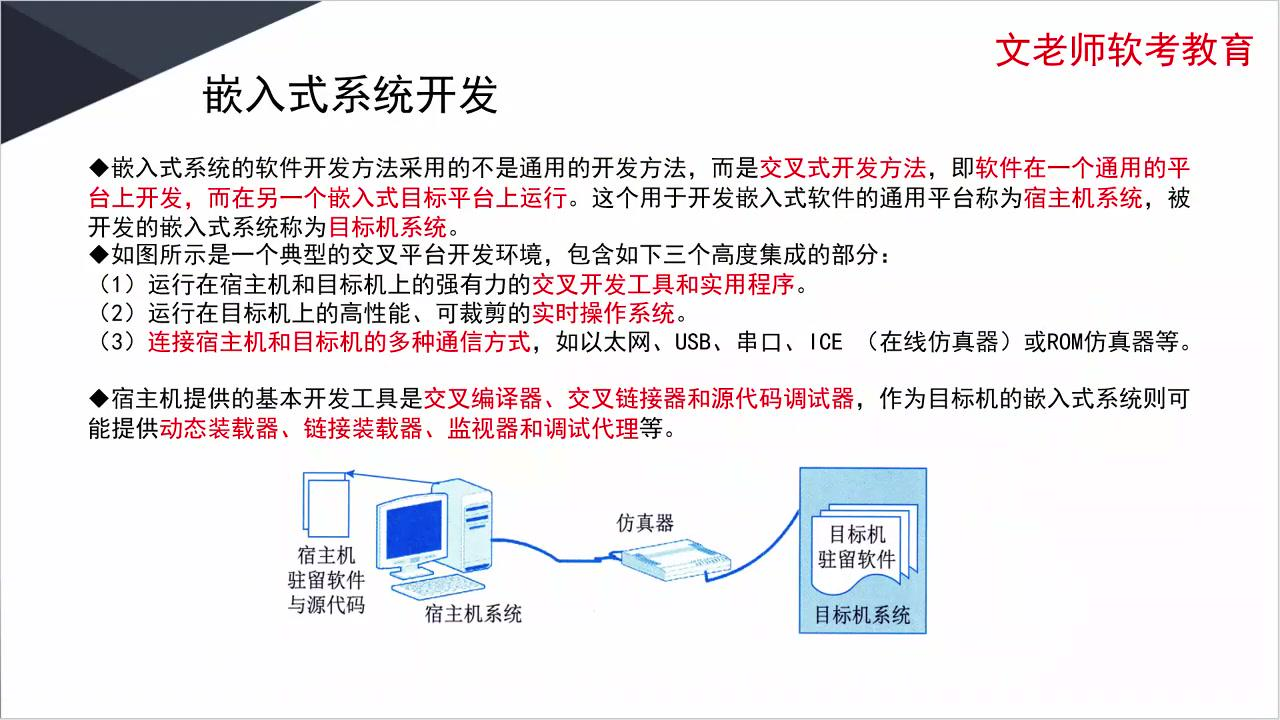 文老师软考教育
嵌入式系统开发
◆嵌入式系统的软件开发方法采用的不是通用的开发方法，而是交叉式开发方法，即软件在一个通用的平
台上开发，而在另一个嵌入式目标平台上运行。这个用于开发嵌入式软件的通用平台称为宿主机系统，被
开发的嵌入式系统称为目标机系统。
◆如图所示是一个典型的交叉平台开发环境，包含如下三个高度集成的部分：
（1）运行在宿主机和目标机上的强有力的交叉开发工具和实用程序。
（2）运行在目标机上的高性能、可裁剪的实时操作系统。
（3）连接宿主机和目标机的多种通信方式，如以太网、USB、串口、ICE （在线仿真器）或ROM仿真器等。
◆宿主机提供的基本开发工具是交叉编译器、交叉链接器和源代码调试器，作为目标机的嵌入式系统则可
能提供动态装载器、链接装载器、监视器和调试代理等。
宿主机
驻留软件
与源代码
宿主机系统
仿真器
目标机
驻留软件
目标机系统